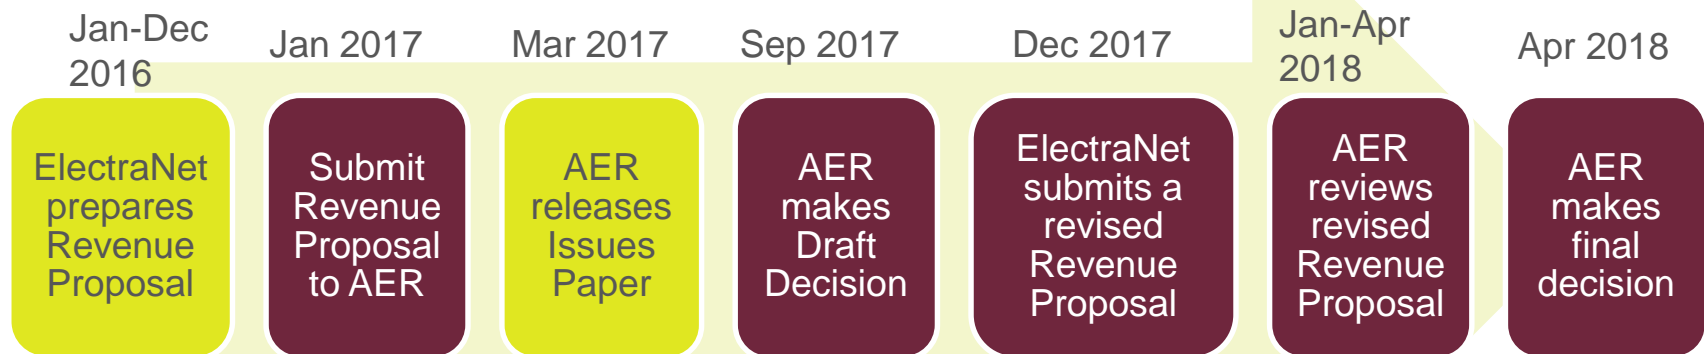 Jan-Dec
2016
Jan 2017
Mar 2017
Sep 2017
Dec 2017
Jan-Apr
2018
Apr 2018
ElectraNet
prepares
Revenue
Proposal
Submit
Revenue
Proposal
to AER
AER
releases
Issues
Paper
AER
makes
Draft
Decision
ElectraNet
submits a
revised
Revenue
Proposal
AER
reviews
revised
Revenue
Proposal
AER
makes
final
decision